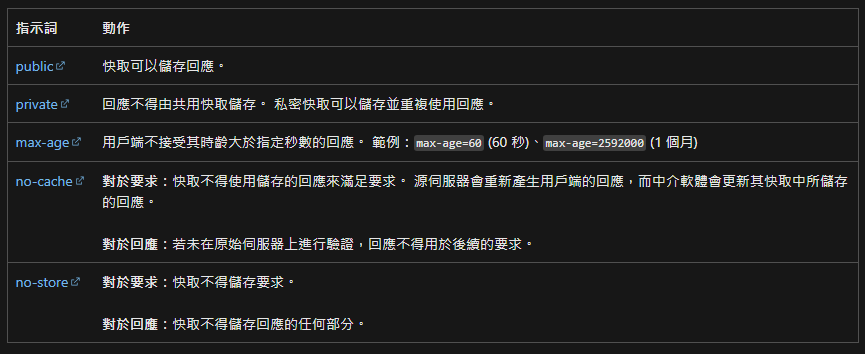 指示詞 動作
public 快取可以儲存回應。
private 回應不得由共用快取儲存。 私密快取可以儲存並重複使用回應。
max-age 用戶端不接受其時齡大於指定秒數的回應。 範例：max-age=60 (60 秒)、max-age=2592000 (1 個月)
no-cache 對於要求：快取不得使用儲存的回應來滿足要求。 源伺服器會重新產生用戶端的回應，而中介軟體會更新其快取中所儲存
的回應。
對於回應：若未在原始伺服器上進行驗證，回應不得用於後續的要求。
no-store 對於要求：快取不得儲存要求。
對於回應：快取不得儲存回應的任何部分。